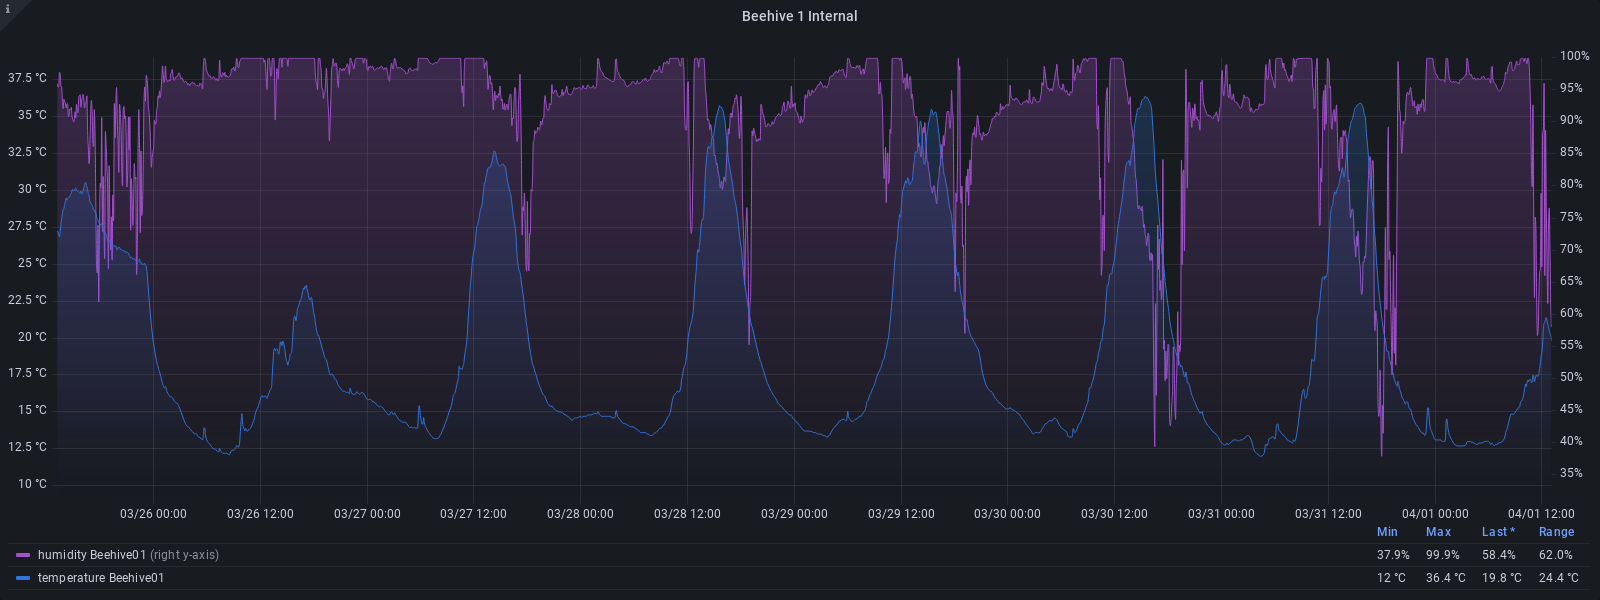 i
Beehive 1 Internal
37.5 °C
35 °C
32.5 °C
30 °C
27.5 °C
25 °C
22.5 °C
20 °C
17.5 °C
15 °C
12.5 °C
10 °C
100%
95%
90%
85%
80%
75%
70%
65%
60%
55%
50%
45%
40%
35%
03/26 00:00 03/26 12:00 03/27 00:00 03/27 12:00 03/28 00:00 03/28 12:00 03/29 00:00 03/29 12:00 03/30 00:00 03/30 12:00 03/31 00:00 03/31 12:00 04/01 00:00 04/01 12:00
Min Max Last * Range
humidity Beehive01 (right y-axis) 37.9% 99.9% 58.4% 62.0%
temperature Beehive01 12 °C 36.4 °C 19.8 °C 24.4 °C